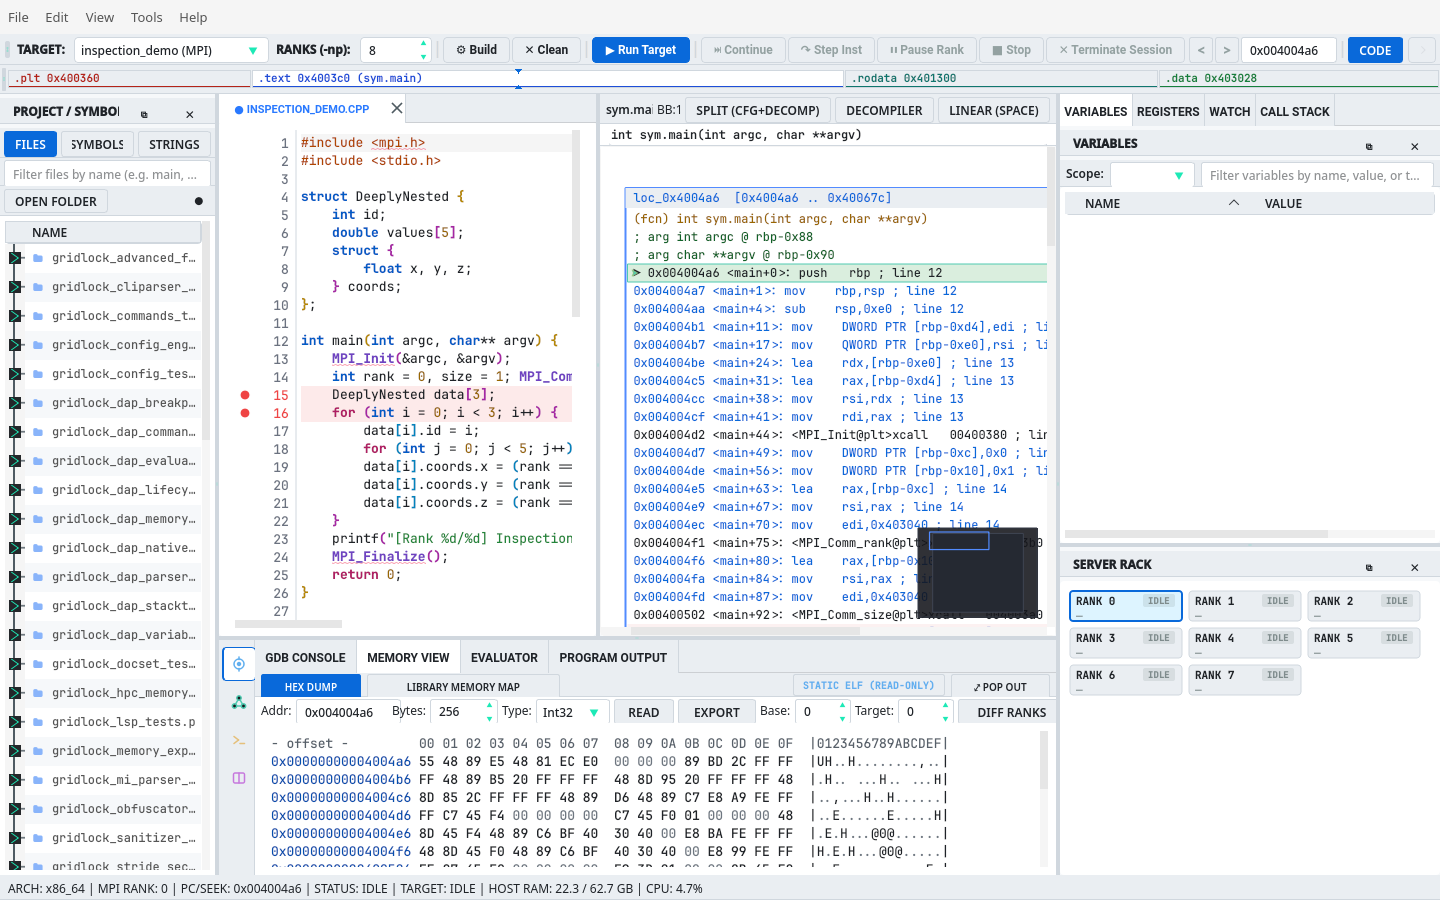 File Edit View Tools Help
TARGET: inspection_demo (MPI) RANKS (-np): 8 Build Clean Run Target Continue Step Inst Pause Rank Stop Terminate Session < > 0x004004a6 CODE
.plt 0x400360 .text 0x4003c0 (sym.main) .rodata 0x401300 .data 0x403028
PROJECT / SYMBO
FILES SYMBOLS STRINGS
Filter files by name (e.g. main, ...
OPEN FOLDER
NAME
gridlock_advanced_f...
gridlock_cliparser_...
gridlock_commands_t...
gridlock_config_eng...
gridlock_config_tes...
gridlock_dap_breakp...
gridlock_dap_comman...
gridlock_dap_evalua...
gridlock_dap_lifecy...
gridlock_dap_memory...
gridlock_dap_native...
gridlock_dap_parser...
gridlock_dap_stackt...
gridlock_dap_variab...
gridlock_docset_tes...
gridlock_hpc_memory...
gridlock_lsp_tests.p
gridlock_memory_exp...
gridlock_mi_parser_...
gridlock_obfuscator...
gridlock_sanitizer_...
gridlock_stride_sec...
INSPECTION_DEMO.CPP
1 #include <mpi.h>
2 #include <stdio.h>
3
4 struct DeeplyNested {
5 int id;
6 double values[5];
7 struct {
8 float x, y, z;
9 } coords;
10 };
11
12 int main(int argc, char** argv) {
13 MPI_Init(&argc, &argv);
14 int rank = 0, size = 1; MPI_Com
15 DeeplyNested data[3];
16 for (int i = 0; i < 3; i++) {
17 data[i].id = i;
18 for (int j = 0; j < 5; j++)
19 data[i].coords.x = (rank ==
20 data[i].coords.y = (rank ==
21 data[i].coords.z = (rank ==
22 }
23 printf("[Rank %d/%d] Inspection
24 MPI_Finalize();
25 return 0;
26 }
27
sym.mai BB:1 SPLIT (CFG+DECOMP) DECOMPILER LINEAR (SPACE)
int sym.main(int argc, char **argv)
loc_0x4004a6 [0x4004a6 .. 0x40067c]
(fcn) int sym.main(int argc, char **argv)
; arg int argc @ rbp-0x88
; arg char **argv @ rbp-0x90
0x004004a6 <main+0>: push rbp ; line 12
0x004004a7 <main+1>: mov rbp,rsp ; line 12
0x004004aa <main+4>: sub rsp,0xe0 ; line 12
0x004004b1 <main+11>: mov DWORD PTR [rbp-0xd4],edi ; li
0x004004b7 <main+17>: mov QWORD PTR [rbp-0xe0],rsi ; li
0x004004be <main+24>: lea rdx,[rbp-0xe0] ; line 13
0x004004c5 <main+31>: lea rax,[rbp-0xd4] ; line 13
0x004004cc <main+38>: mov rsi,rdx ; line 13
0x004004cf <main+41>: mov rdi,rax ; line 13
0x004004d2 <main+44>: <MPI_Init@plt>xcall 00400380 ; lin
0x004004d7 <main+49>: mov DWORD PTR [rbp-0xc],0x0 ; lin
0x004004de <main+56>: mov DWORD PTR [rbp-0x10],0x1 ; li
0x004004e5 <main+63>: lea rax,[rbp-0xc] ; line 14
0x004004e9 <main+67>: mov rsi,rax ; line 14
0x004004ec <main+70>: mov edi,0x403040 ; line 14
0x004004f1 <main+75>: <MPI_Comm_rank@plt>
0x004004f6 <main+80>: lea rax,[rbp-0x
0x004004fa <main+84>: mov rsi,rax ; li
0x004004fd <main+87>: mov edi,0x403040
0x00400502 <main+92>: <MPI_Comm_size@plt>xcall 004003a0
VARIABLES REGISTERS WATCH CALL STACK
VARIABLES
Scope: Filter variables by name, value, or t...
NAME VALUE
SERVER RACK
RANK 0 IDLE RANK 1 IDLE RANK 2 IDLE
RANK 3 IDLE RANK 4 IDLE RANK 5 IDLE
RANK 6 IDLE RANK 7 IDLE
GDB CONSOLE MEMORY VIEW EVALUATOR PROGRAM OUTPUT
HEX DUMP LIBRARY MEMORY MAP STATIC ELF (READ-ONLY) POP OUT
Addr: 0x004004a6 Bytes: 256 Type: Int32 READ EXPORT Base: 0 Target: 0 DIFF RANKS
- offset - 00 01 02 03 04 05 06 07 08 09 0A 0B 0C 0D 0E 0F |0123456789ABCDEF|
0x00000000004004a6 55 48 89 E5 48 81 EC E0 00 00 00 89 BD 2C FF FF |UH..H........,..|
0x00000000004004b6 FF 48 89 B5 20 FF FF FF 48 8D 95 20 FF FF FF 48 |.H.. ...H.. ...H|
0x00000000004004c6 8D 85 2C FF FF FF 48 89 D6 48 89 C7 E8 A9 FE FF |..,...H..H......|
0x00000000004004d6 FF C7 45 F4 00 00 00 00 C7 45 F0 01 00 00 00 48 |..E......E.....H|
0x00000000004004e6 8D 45 F4 48 89 C6 BF 40 30 40 00 E8 BA FE FF FF |.E.H...@0@......|
0x00000000004004f6 48 8D 45 F0 48 89 C6 BF 40 30 40 00 E8 99 FE FF |H.E.H...@0@.....|
ARCH: x86_64 | MPI RANK: 0 | PC/SEEK: 0x004004a6 | STATUS: IDLE | TARGET: IDLE | HOST RAM: 22.3 / 62.7 GB | CPU: 4.7%